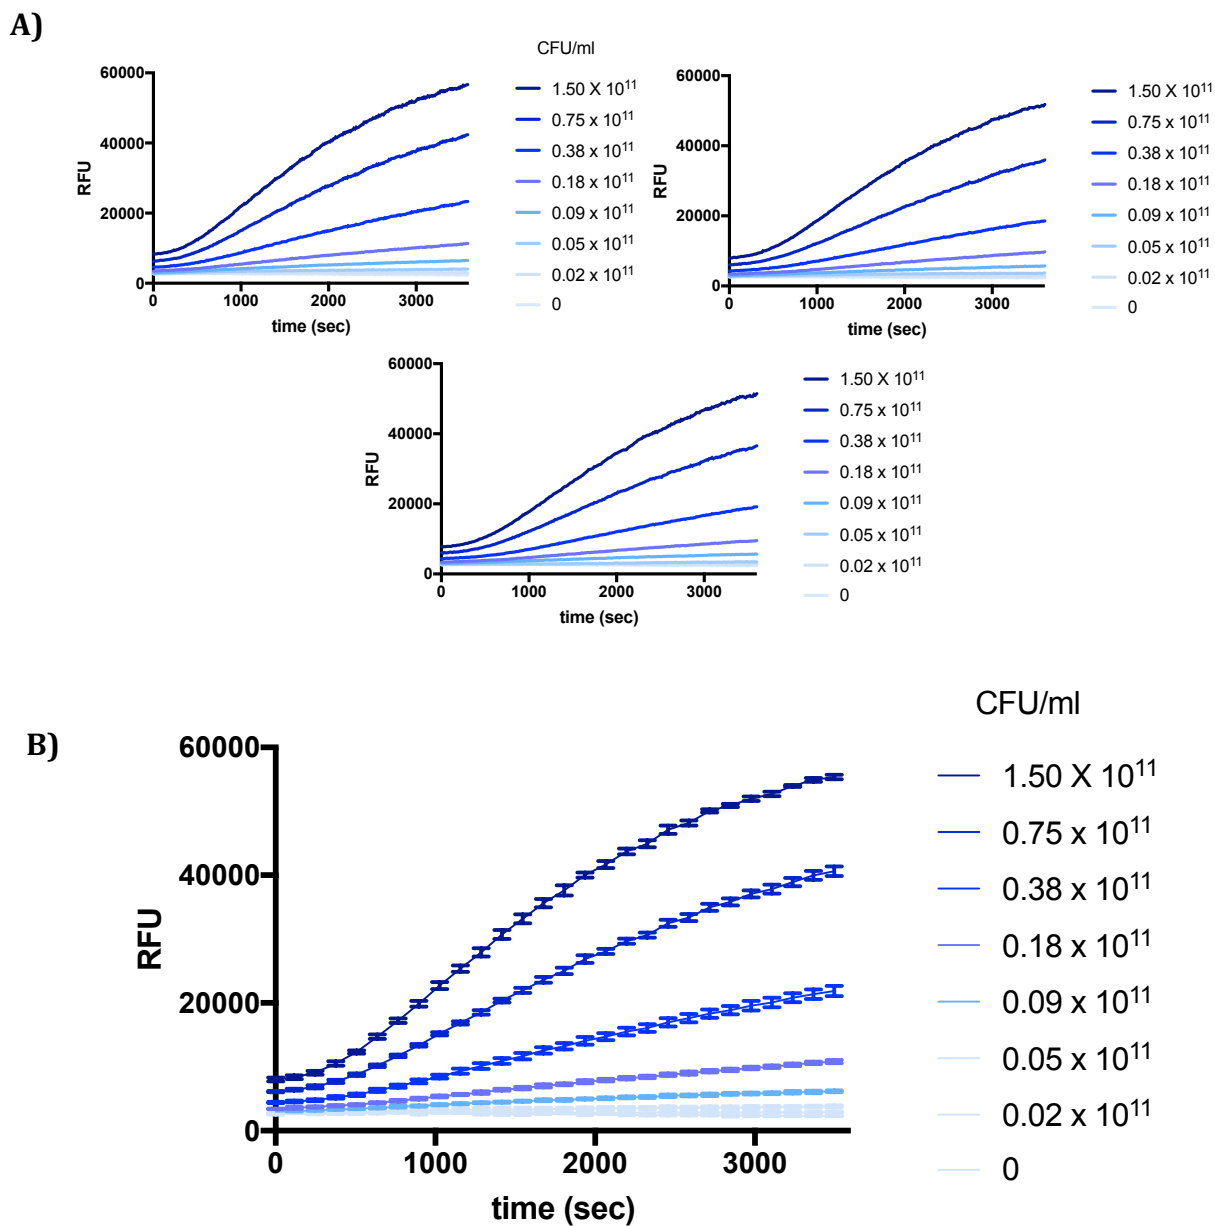 A)
CFU/ml
60000
40000
20000
0
RFU
0 1000 2000 3000
time (sec)
1.50 X 10¹¹
0.75 x 10¹¹
0.38 x 10¹¹
0.18 x 10¹¹
0.09 x 10¹¹
0.05 x 10¹¹
0.02 x 10¹¹
0
60000
40000
20000
0
RFU
0 1000 2000 3000
time (sec)
1.50 X 10¹¹
0.75 x 10¹¹
0.38 x 10¹¹
0.18 x 10¹¹
0.09 x 10¹¹
0.05 x 10¹¹
0.02 x 10¹¹
0
60000
40000
20000
0
RFU
0 1000 2000 3000
time (sec)
1.50 X 10¹¹
0.75 x 10¹¹
0.38 x 10¹¹
0.18 x 10¹¹
0.09 x 10¹¹
0.05 x 10¹¹
0.02 x 10¹¹
0
B)
60000
40000
20000
0
RFU
0 1000 2000 3000
time (sec)
CFU/ml
1.50 X 10¹¹
0.75 x 10¹¹
0.38 x 10¹¹
0.18 x 10¹¹
0.09 x 10¹¹
0.05 x 10¹¹
0.02 x 10¹¹
0